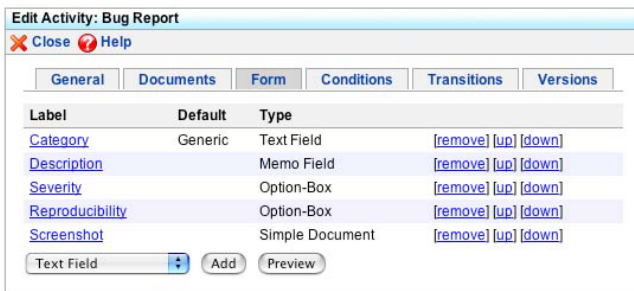 Edit Activity: Bug Report
Close Help
General Documents Form Conditions Transitions Versions
Label Default Type
Category Generic Text Field [remove] [up] [down]
Description Memo Field [remove] [up] [down]
Severity Option-Box [remove] [up] [down]
Reproducibility Option-Box [remove] [up] [down]
Screenshot Simple Document [remove] [up] [down]
Text Field Add Preview